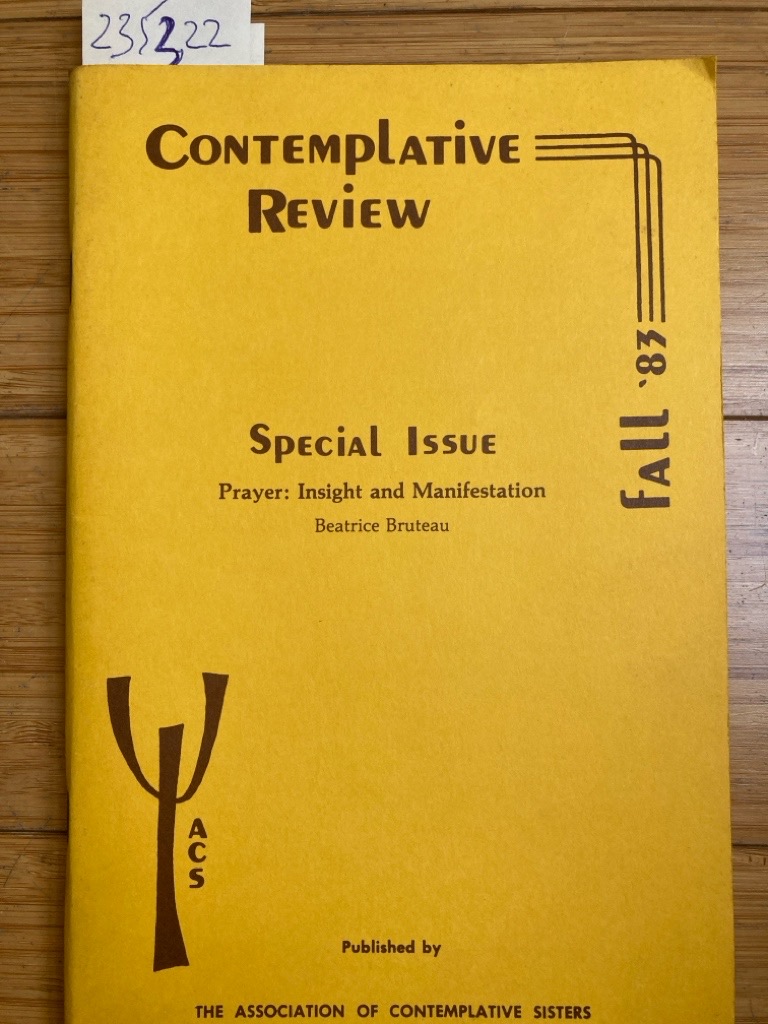 235222
CONTEMPLATIVE
REVIEW
FALL '83
SPECIAL ISSUE
Prayer: Insight and Manifestation
Beatrice Bruteau
ACS
Published by
THE ASSOCIATION OF CONTEMPLATIVE SISTERS